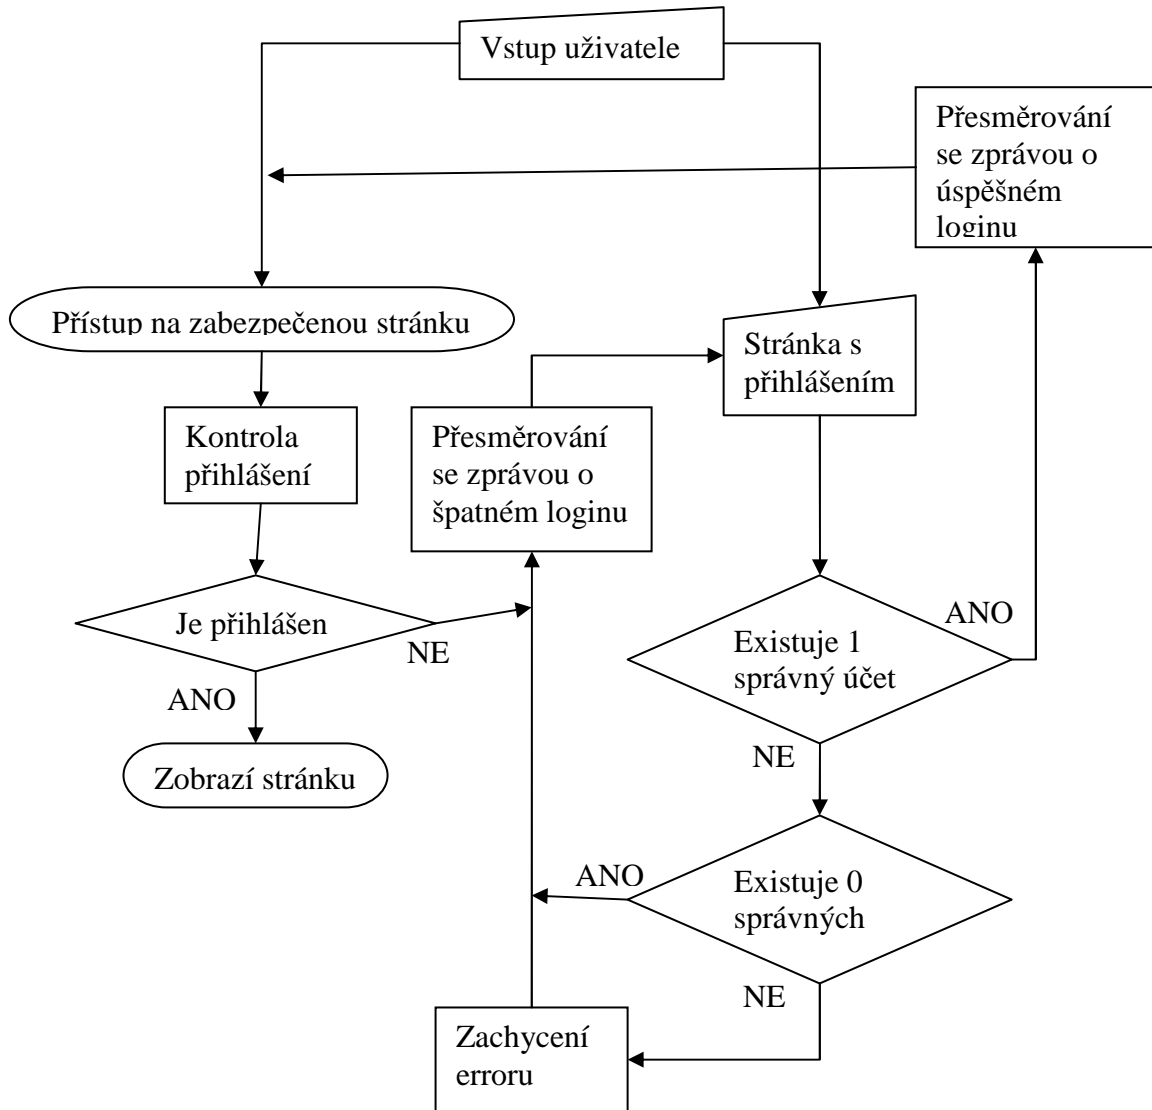 Vstup uživatele
Přesměrování
se zprávou o
úspěšném
loginu
Přístup na zabezpečenou stránku
Stránka s
přihlášením
Kontrola
přihlášení
Přesměrování
se zprávou o
špatném loginu
Je přihlášen
NE
ANO
Zobrazí stránku
ANO
Existuje 1
správný účet
NE
ANO
Existuje 0
správných
NE
Zachycení
erroru